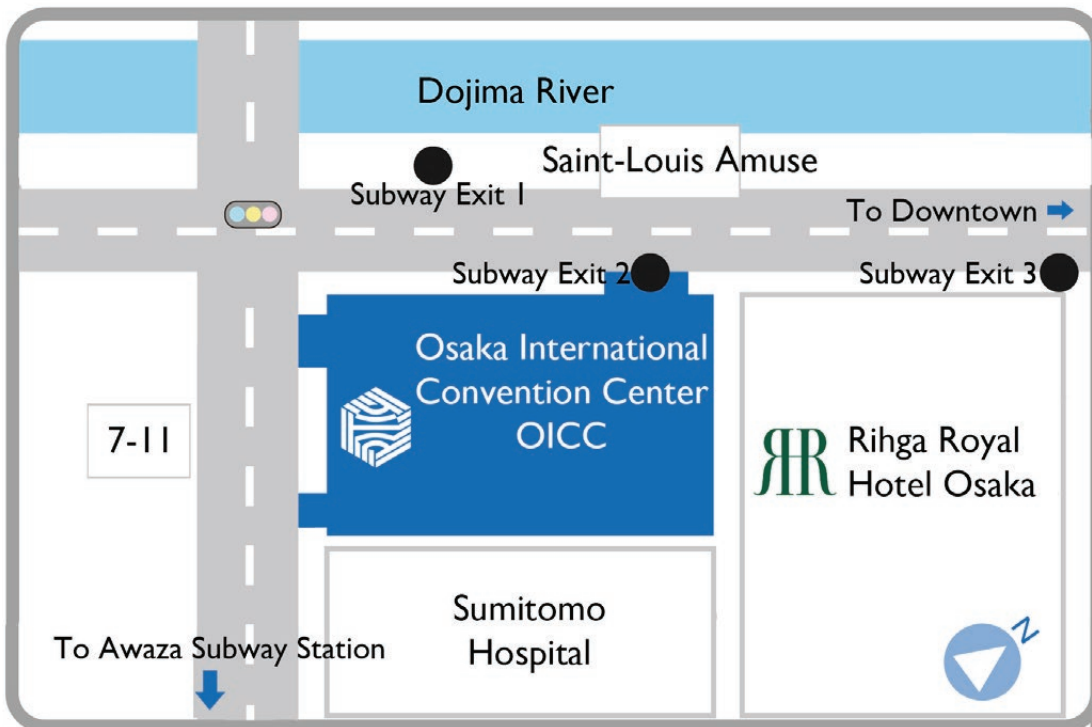 Dojima River
Saint-Louis Amuse
Subway Exit 1
To Downtown
Subway Exit 2
Subway Exit 3
Osaka International
Convention Center
OICC
7-11
RR
Rihga Royal
Hotel Osaka
Sumitomo
Hospital
To Awaza Subway Station
N